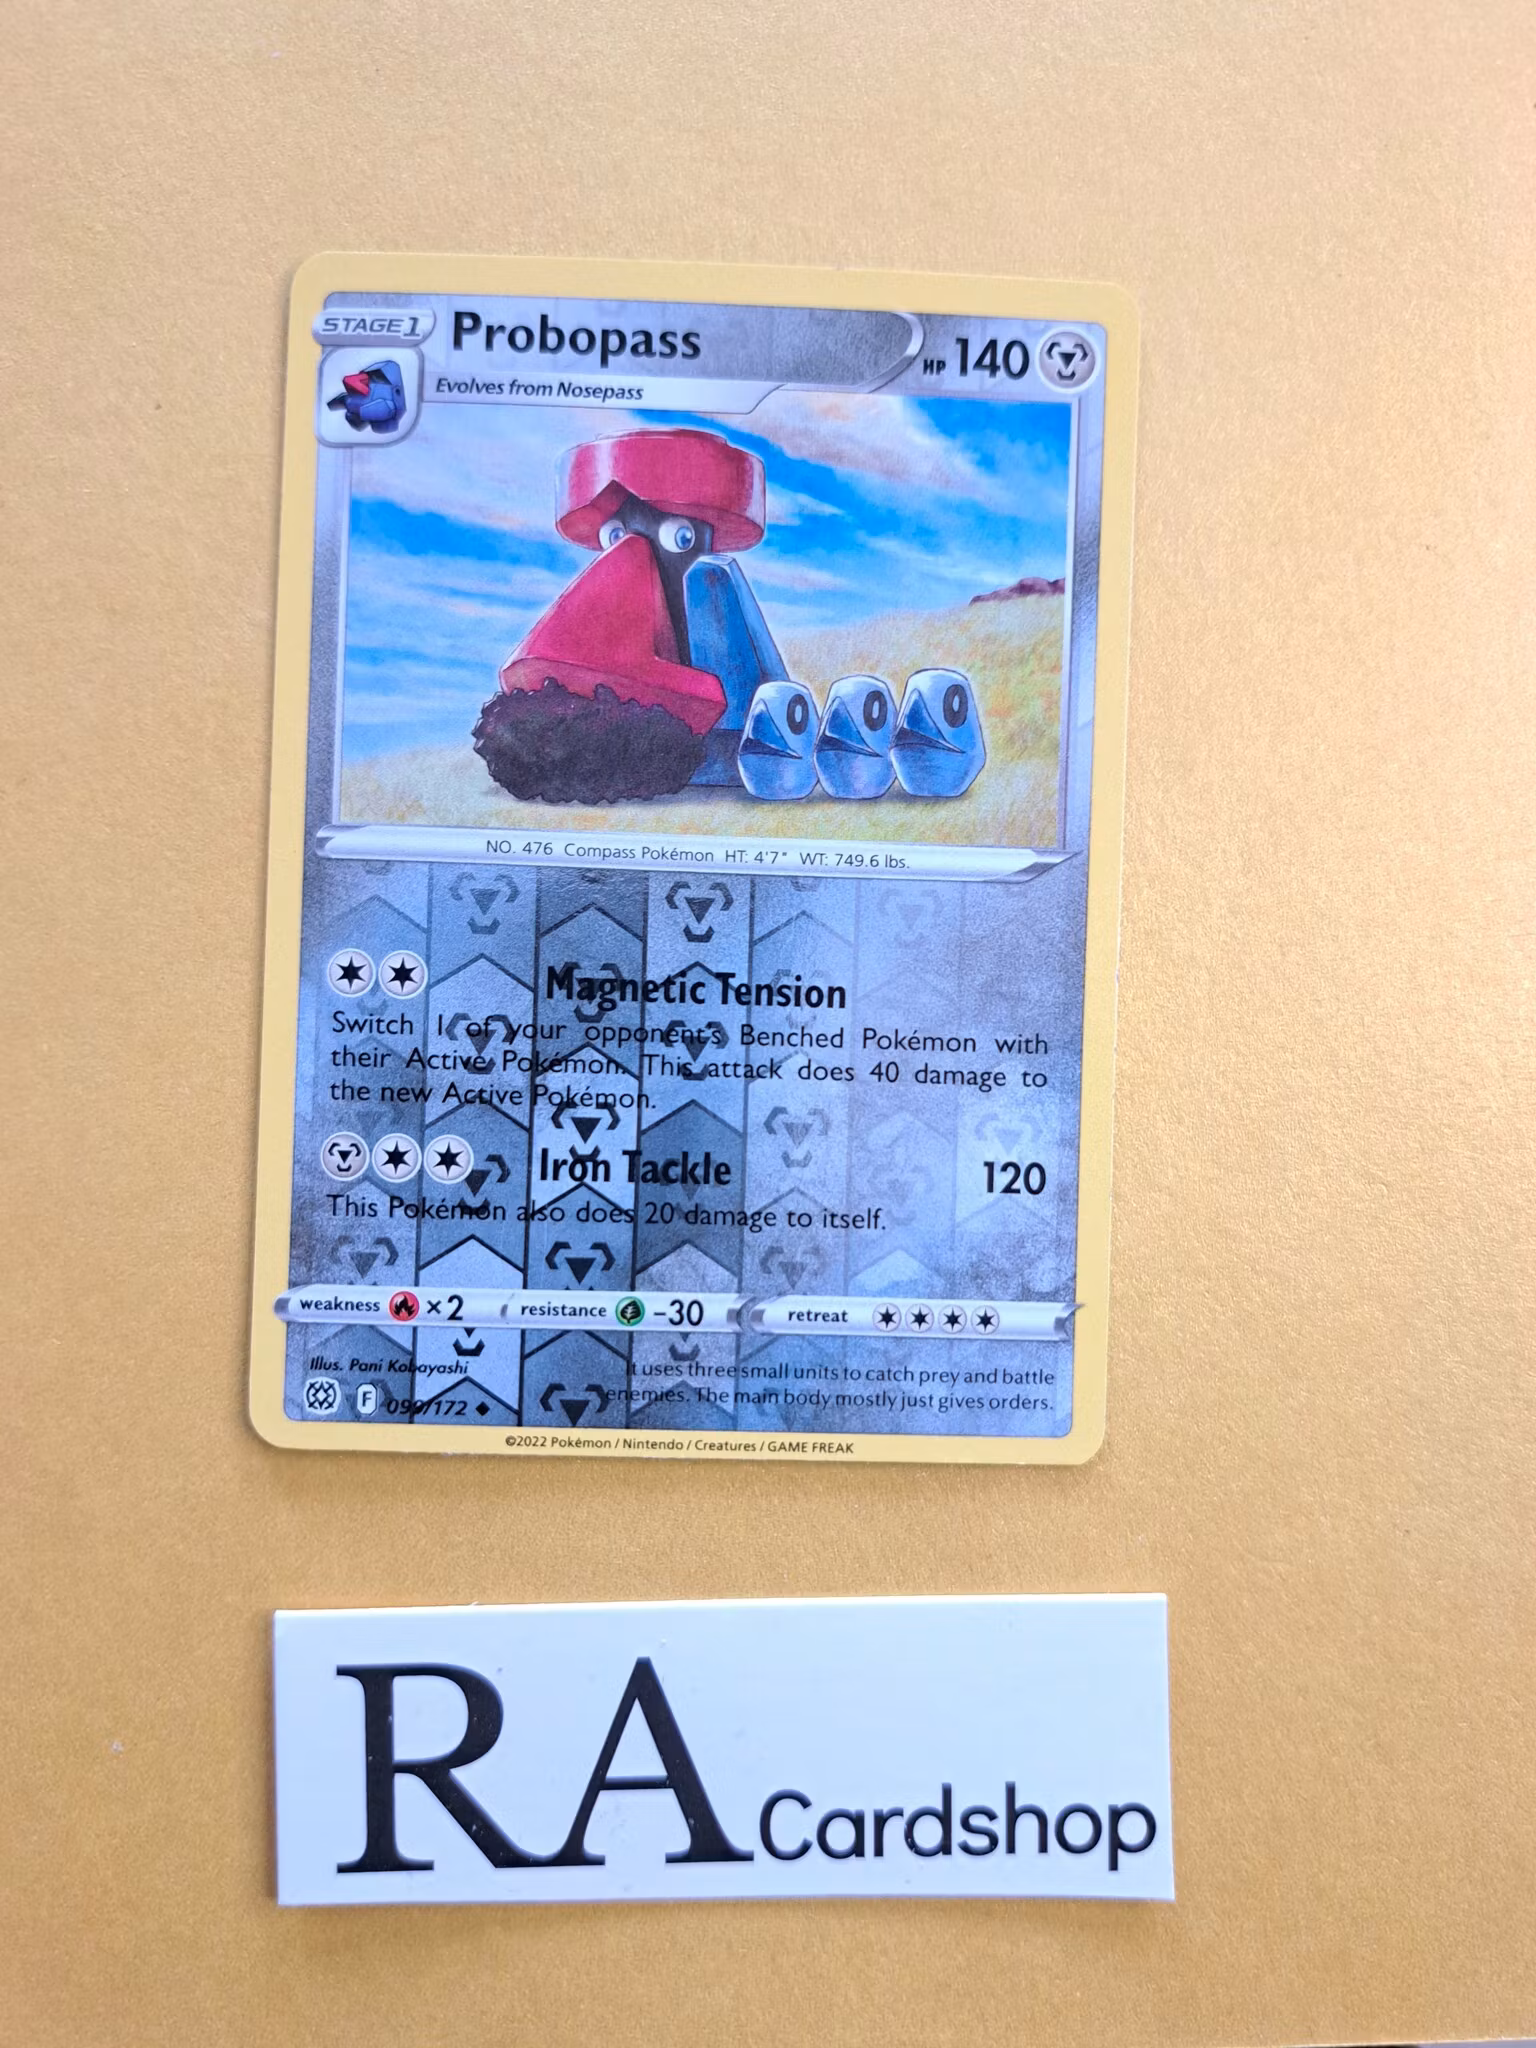 STAGE1
Probopass
HP 140
Evolves from Nosepass
NO. 476 Compass Pokémon HT: 4'7" WT: 749.6 lbs.
Magnetic Tension
Switch 1 of your opponent's Benched Pokémon with
their Active Pokémon. This attack does 40 damage to
the new Active Pokémon.
Iron Tackle 120
This Pokémon also does 20 damage to itself.
weakness ×2 resistance -30 retreat
Illus. Pani Kobayashi
It uses three small units to catch prey and battle
enemies. The main body mostly just gives orders.
F 099/172
©2022 Pokémon / Nintendo / Creatures / GAME FREAK
RA Cardshop